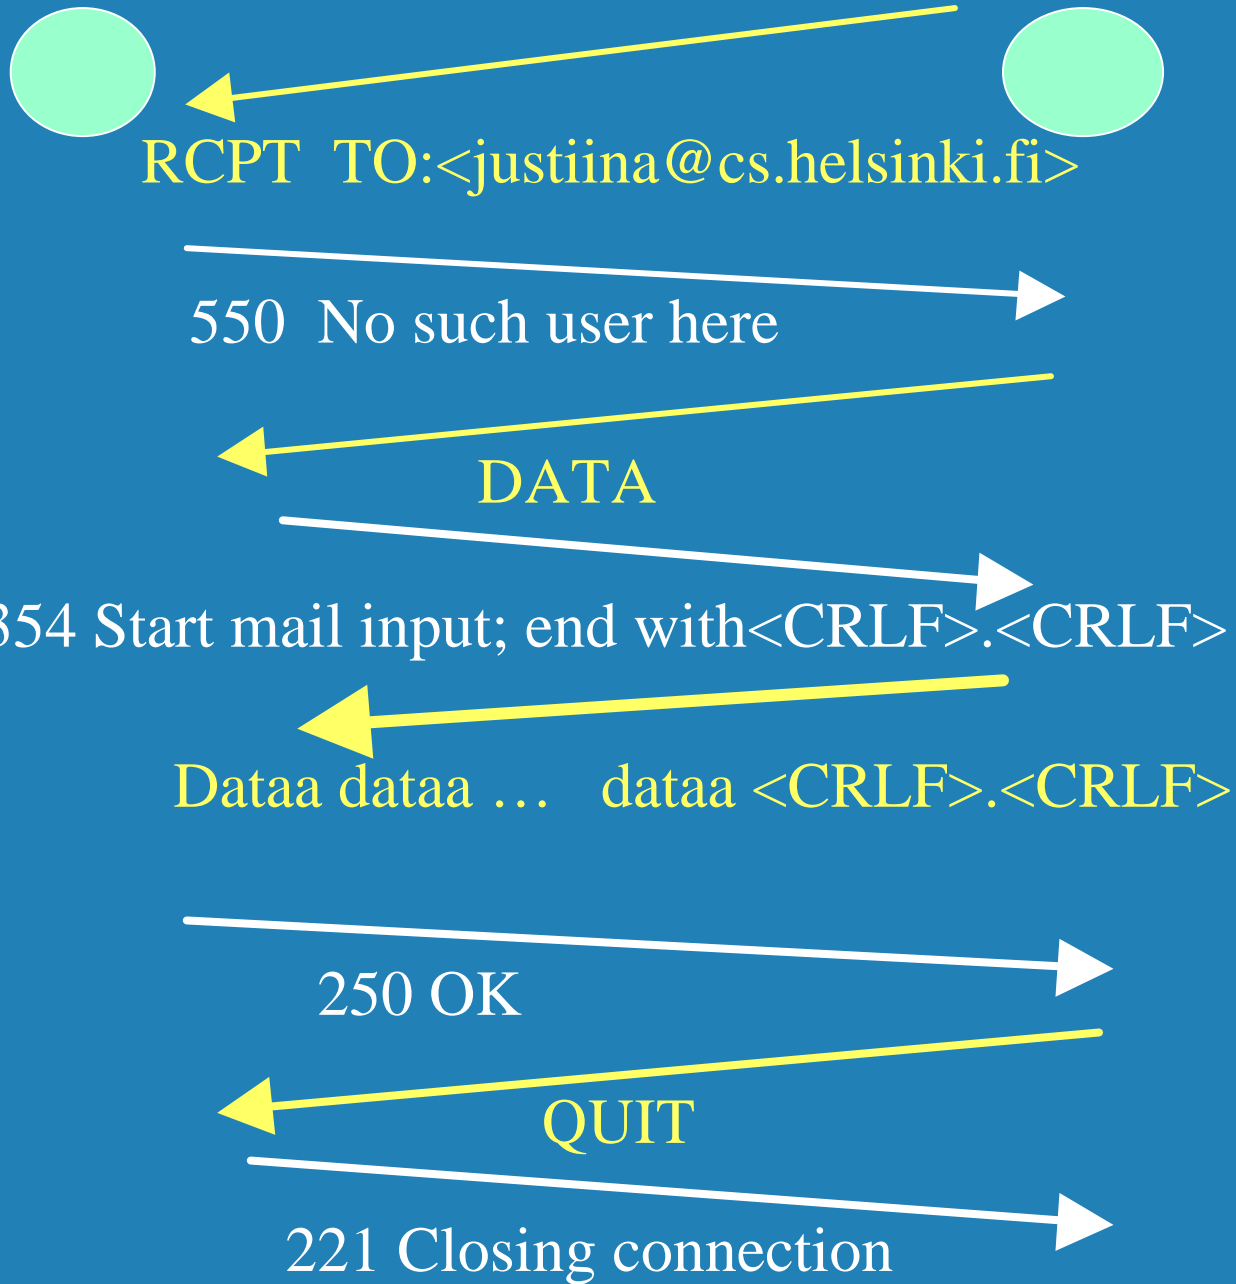 RCPT  TO:<justiina@cs.helsinki.fi>
550  No such user here
DATA
354 Start mail input; end with<CRLF>.<CRLF>
Dataa dataa …   dataa <CRLF>.<CRLF>
250 OK
QUIT
221 Closing connection